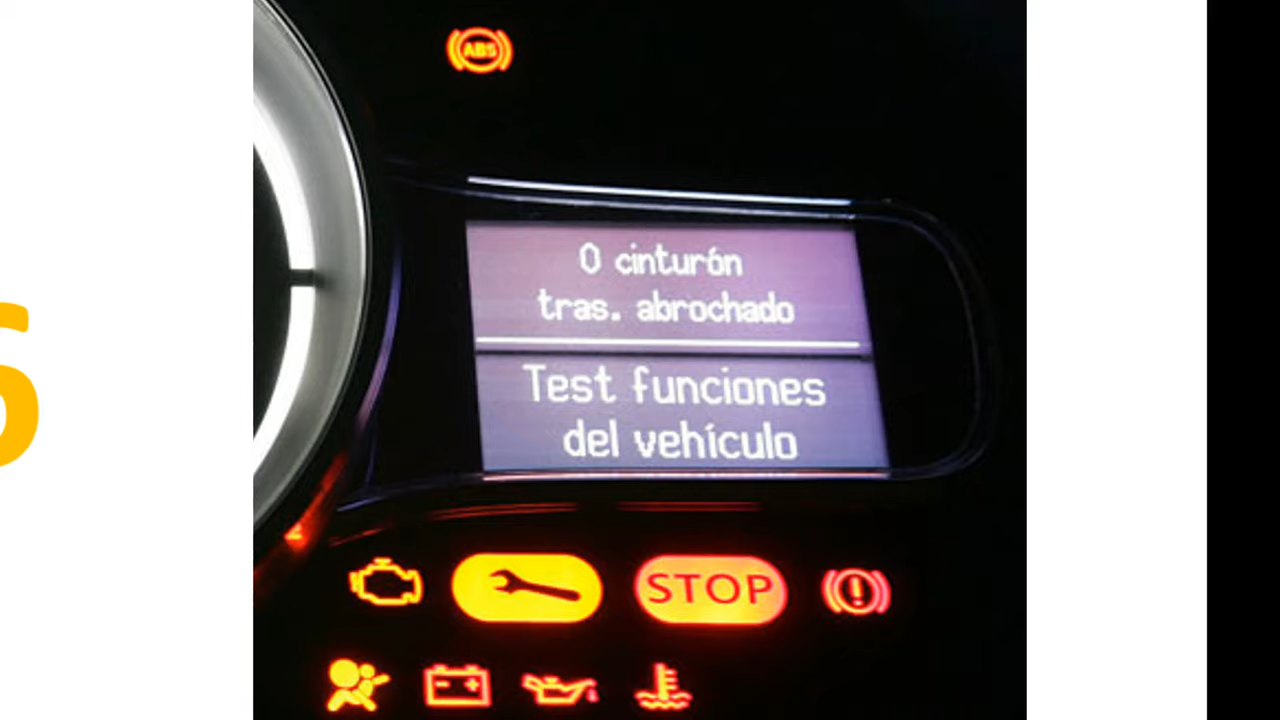 ABS
0 cinturón
tras. abrochado
Test funciones
del vehículo
STOP